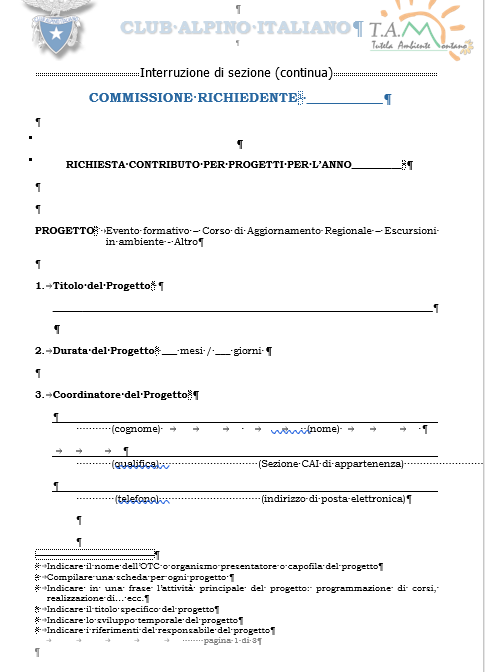 CLUB ALPINO ITALIANO
T.A.M
Tutela Ambiente Montano
Interruzione di sezione (continua)
COMMISSIONE RICHIEDENTE ____________
RICHIESTA CONTRIBUTO PER PROGETTI PER L'ANNO_________
PROGETTO Evento formativo – Corso di Aggiornamento Regionale – Escursioni
in ambiente - Altro
1. Titolo del Progetto
2. Durata del Progetto ___ mesi / ___ giorni
3. Coordinatore del Progetto
(cognome) (nome)
(qualifica) (Sezione CAI di appartenenza)
(telefono) (indirizzo di posta elettronica)
Indicare il nome dell'OTC o organismo presentatore o capofila del progetto
Compilare una scheda per ogni progetto
Indicare in una frase l'attività principale del progetto: programmazione di corsi,
realizzazione di... ecc.
Indicare il titolo specifico del progetto
Indicare lo sviluppo temporale del progetto
Indicare i riferimenti del responsabile del progetto
pagina 1 di 3